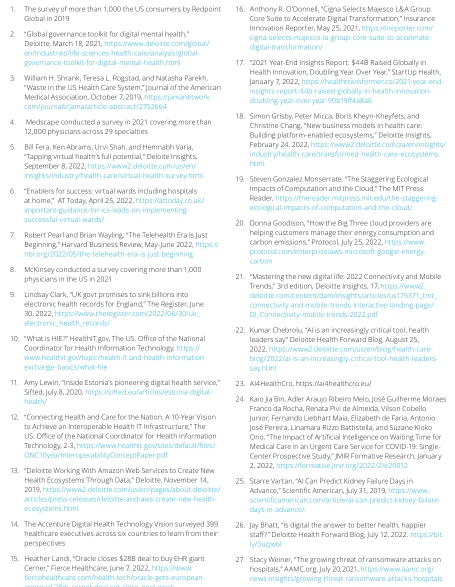 1. The survey of more than 1,000 the US consumers by Redpoint
Global in 2019
2. "Global governance toolkit for digital mental health,"
Deloitte, March 18, 2021, https://www.deloitte.com/global/
en/Industries/life-sciences-health-care/analysis/global-
governance-toolkit-for-digital-mental-health.html
3. William H. Shrank, Teresa L. Rogstad, and Natasha Parekh,
"Waste in the US Health Care System," Journal of the American
Medical Association, October 7, 2019, https://jamanetwork.
com/journals/jama/article-abstract/2752664
4. Medscape conducted a survey in 2021 covering more than
12,000 physicians across 29 specialties
5. Bill Fera, Ken Abrams, Urvi Shah, and Hemnabh Varia,
"Tapping virtual health's full potential," Deloitte Insights,
September 8, 2022, https://www2.deloitte.com/us/en/
insights/industry/health-care/virtual-health-survey.html.
6. "Enablers for success: virtual wards including hospitals
at home," AT Today, April 25, 2022, https://attoday.co.uk/
important-guidance-for-ics-leads-on-implementing-
successful-virtual-wards/
7. Robert Pearl and Brian Wayling, "The Telehealth Era Is Just
Beginning," Harvard Business Review, May-June 2022, https://
hbr.org/2022/05/the-telehealth-era-is-just-beginning
8. McKinsey conducted a survey covering more than 1,000
physicians in the US in 2021
9. Lindsay Clark, "UK govt promises to sink billions into
electronic health records for England," The Register, June
30, 2022, https://www.theregister.com/2022/06/30/uk_
electronic_health_records/
10. "What is HIE?" HealthIT.gov, The US. Office of the National
Coordinator for Health Information Technology, https://
www.healthit.gov/topic/health-it-and-health-information-
exchange-basics/what-hie
11. Amy Lewin, "Inside Estonia's pioneering digital health service,"
Sifted, July 8, 2020, https://sifted.eu/articles/estonia-digital-
health/
12. "Connecting Health and Care for the Nation: A 10-Year Vision
to Achieve an Interoperable Health IT Infrastructure," The
US. Office of the National Coordinator for Health Information
Technology, 2-3, https://www.healthit.gov/sites/default/files/
ONC10yearInteroperabilityConceptPaper.pdf
13. "Deloitte Working With Amazon Web Services to Create New
Health Ecosystems Through Data," Deloitte, November 14,
2019, https://www2.deloitte.com/us/en/pages/about-deloitte/
articles/press-releases/deloitte-and-aws-create-new-health-
ecosystems.html
14. The Accenture Digital Health Technology Vision surveyed 399
healthcare executives across six countries to learn from their
perspectives
15. Heather Landi, "Oracle closes $28B deal to buy EHR giant
Cerner," Fierce Healthcare, June 7, 2022, https://www.
fiercehealthcare.com/health-tech/oracle-gets-european-
16. Anthony R. O'Donnell, "Cigna Selects Majesco L&A Group
Core Suite to Accelerate Digital Transformation," Insurance
Innovation Reporter, May 25, 2021, https://iireporter.com/
cigna-selects-majesco-la-group-core-suite-to-accelerate-
digital-transformation/
17. "2021 Year-End Insights Report: $44B Raised Globally in
Health Innovation, Doubling Year Over Year," StartUp Health,
January 7, 2022, https://healthtransformer.co/2021-year-end-
insights-report-44b-raised-globally-in-health-innovation-
doubling-year-over-year-90b19ff4a8a6
18. Simon Grisby, Peter Micca, Boris Kheyn-Kheyfets, and
Christine Chang, "New business models in health care:
Building platform-enabled ecosystems," Deloitte Insights,
February 24, 2022, https://www2.deloitte.com/za/en/insights/
industry/health-care/transformed-health-care-ecosystems.
html.
19. Steven Gonzalez Monserrate, "The Staggering Ecological
Impacts of Computation and the Cloud," The MIT Press
Reader, https://thereader.mitpress.mit.edu/the-staggering-
ecological-impacts-of-computation-and-the-cloud/
20. Donna Goodison, "How the Big Three cloud providers are
helping customers manage their energy consumption and
carbon emissions," Protocol, July 25, 2022, https://www.
protocol.com/enterprise/aws-microsoft-google-energy-
carbon
21. "Mastering the new digital life: 2022 Connectivity and Mobile
Trends," 3rd edition, Deloitte Insights, 17, https://www2.
deloitte.com/content/dam/insights/articles/us175371_tmt_
connectivity-and-mobile-trends-interactive-landing-page/
DI_Connectivity-mobile-trends-2022.pdf
22. Kumar Chebrolu, "AI is an increasingly critical tool, health
leaders say" Deloitte Health Forward Blog, August 25,
2022, https://www2.deloitte.com/us/en/blog/health-care-
blog/2022/ai-is-an-increasingly-critical-tool-health-leaders-
say.html
23. AI4HealthCro, https://ai4healthcro.eu/
24. Kaio Jia Bin, Adler Araujo Ribeiro Melo, José Guilherme Moraes
Franco da Rocha, Renata Pivi de Almeida, Vilson Cobello
Junior, Fernando Liebhart Maia, Elizabeth de Faria, Antonio
José Pereira, Linamara Rizzo Battistella, and Suzane Kioko
Ono, "The Impact of Artificial Intelligence on Waiting Time for
Medical Care in an Urgent Care Service for COVID-19: Single-
Center Prospective Study," JMIR Formative Research, January
2, 2022, https://formative.jmir.org/2022/2/e29012
25. Starre Vartan, "AI Can Predict Kidney Failure Days in
Advance," Scientific American, July 31, 2019, https://www.
scientificamerican.com/article/ai-can-predict-kidney-failure-
days-in-advance/.
26. Jay Bhatt, "Is digital the answer to better health, happier
staff?" Deloitte Health Forward Blog, July 12, 2022. https://bit.
27. Stacy Weiner, "The growing threat of ransomware attacks on
hospitals," AAMC.org, July 20,2021, https://www.aamc.org/
news-insights/growing-threat-ransomware-attacks-hospitals